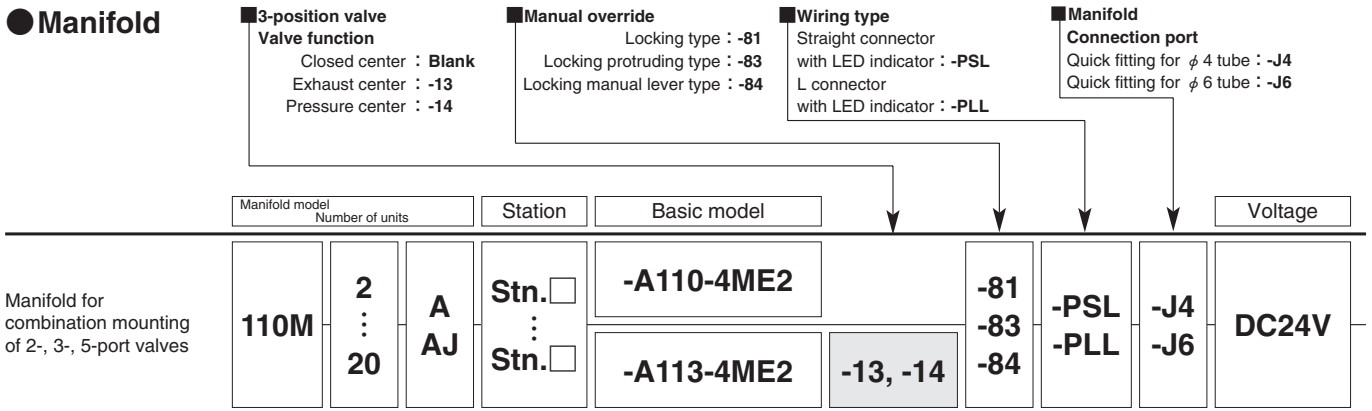 ●Manifold
■3-position valve
Valve function
Closed center：Blank
Exhaust center：-13
Pressure center：-14
■Manual override
Locking type：-81
Locking protruding type：-83
Locking manual lever type：-84
■Wiring type
Straight connector
with LED indicator：-PSL
L connector
with LED indicator：-PLL
■Manifold
Connection port
Quick fitting for φ 4 tube：-J4
Quick fitting for φ 6 tube：-J6
Manifold model
Number of units
Station
Basic model
Voltage
Manifold for
combination mounting
of 2-, 3-, 5-port valves
110M
2
⋮
20
A
AJ
Stn.□
⋮
Stn.□
-A110-4ME2
-A113-4ME2
-13, -14
-81
-83
-84
-PSL
-PLL
-J4
-J6
DC24V